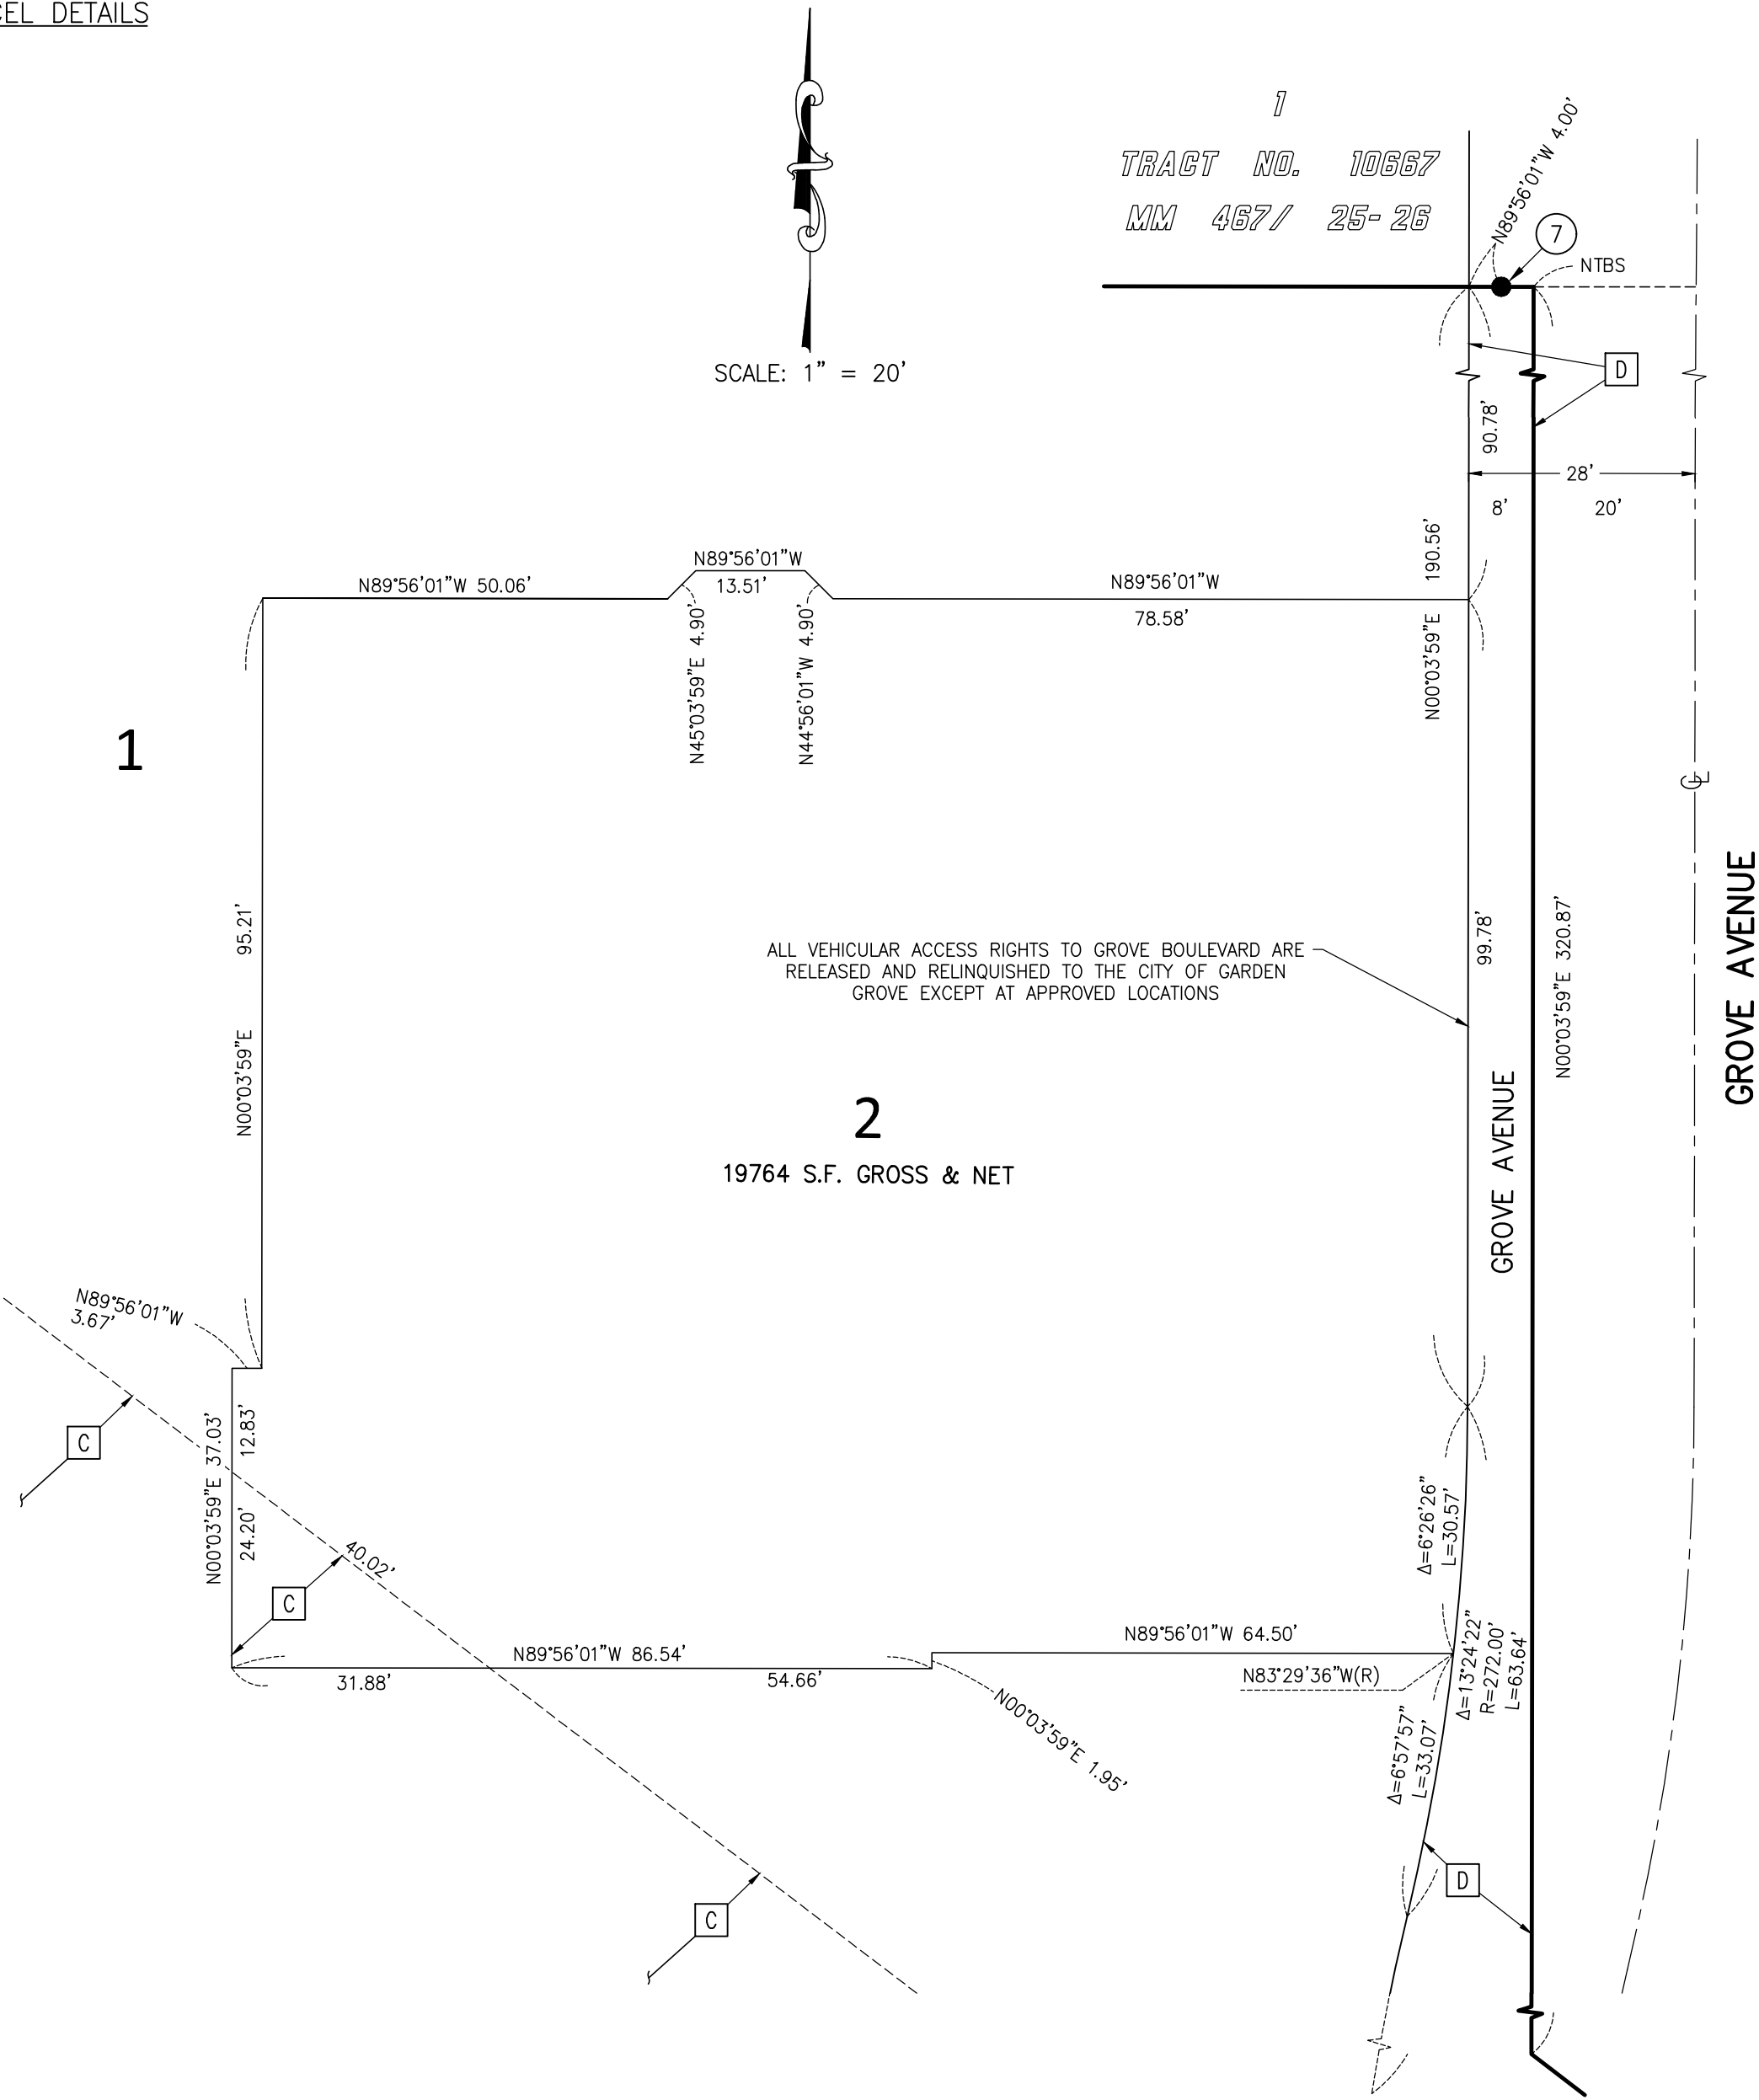 CEL DETAILS
1
TRACT NO. 10667
MM 467/ 25-26
N89°56'01"W 4.00'
7
NTBS
SCALE: 1" = 20'
D
90.78'
28'
8' 20'
190.56'
N00°03'59"E
N89°56'01"W 50.06'
N89°56'01"W
13.51'
N89°56'01"W
78.58'
N45°03'59"E 4.90'
N44°56'01"W 4.90'
1
95.21'
N00°03'59"E
CL
GROVE AVENUE
ALL VEHICULAR ACCESS RIGHTS TO GROVE BOULEVARD ARE
RELEASED AND RELINQUISHED TO THE CITY OF GARDEN
GROVE EXCEPT AT APPROVED LOCATIONS
99.78'
N00°03'59"E 320.87'
GROVE AVENUE
2
19764 S.F. GROSS & NET
N89°56'01"W
3.67'
C
N00°03'59"E 37.03'
12.83'
24.20'
40.02'
C
Δ=6°26'26"
L=30.57'
N89°56'01"W 86.54'
31.88'
54.66'
N89°56'01"W 64.50'
N83°29'36"W(R)
Δ=13°24'22"
R=272.00'
L=63.64'
N00°03'59"E 1.95'
Δ=6°57'57"
L=33.07'
D
C